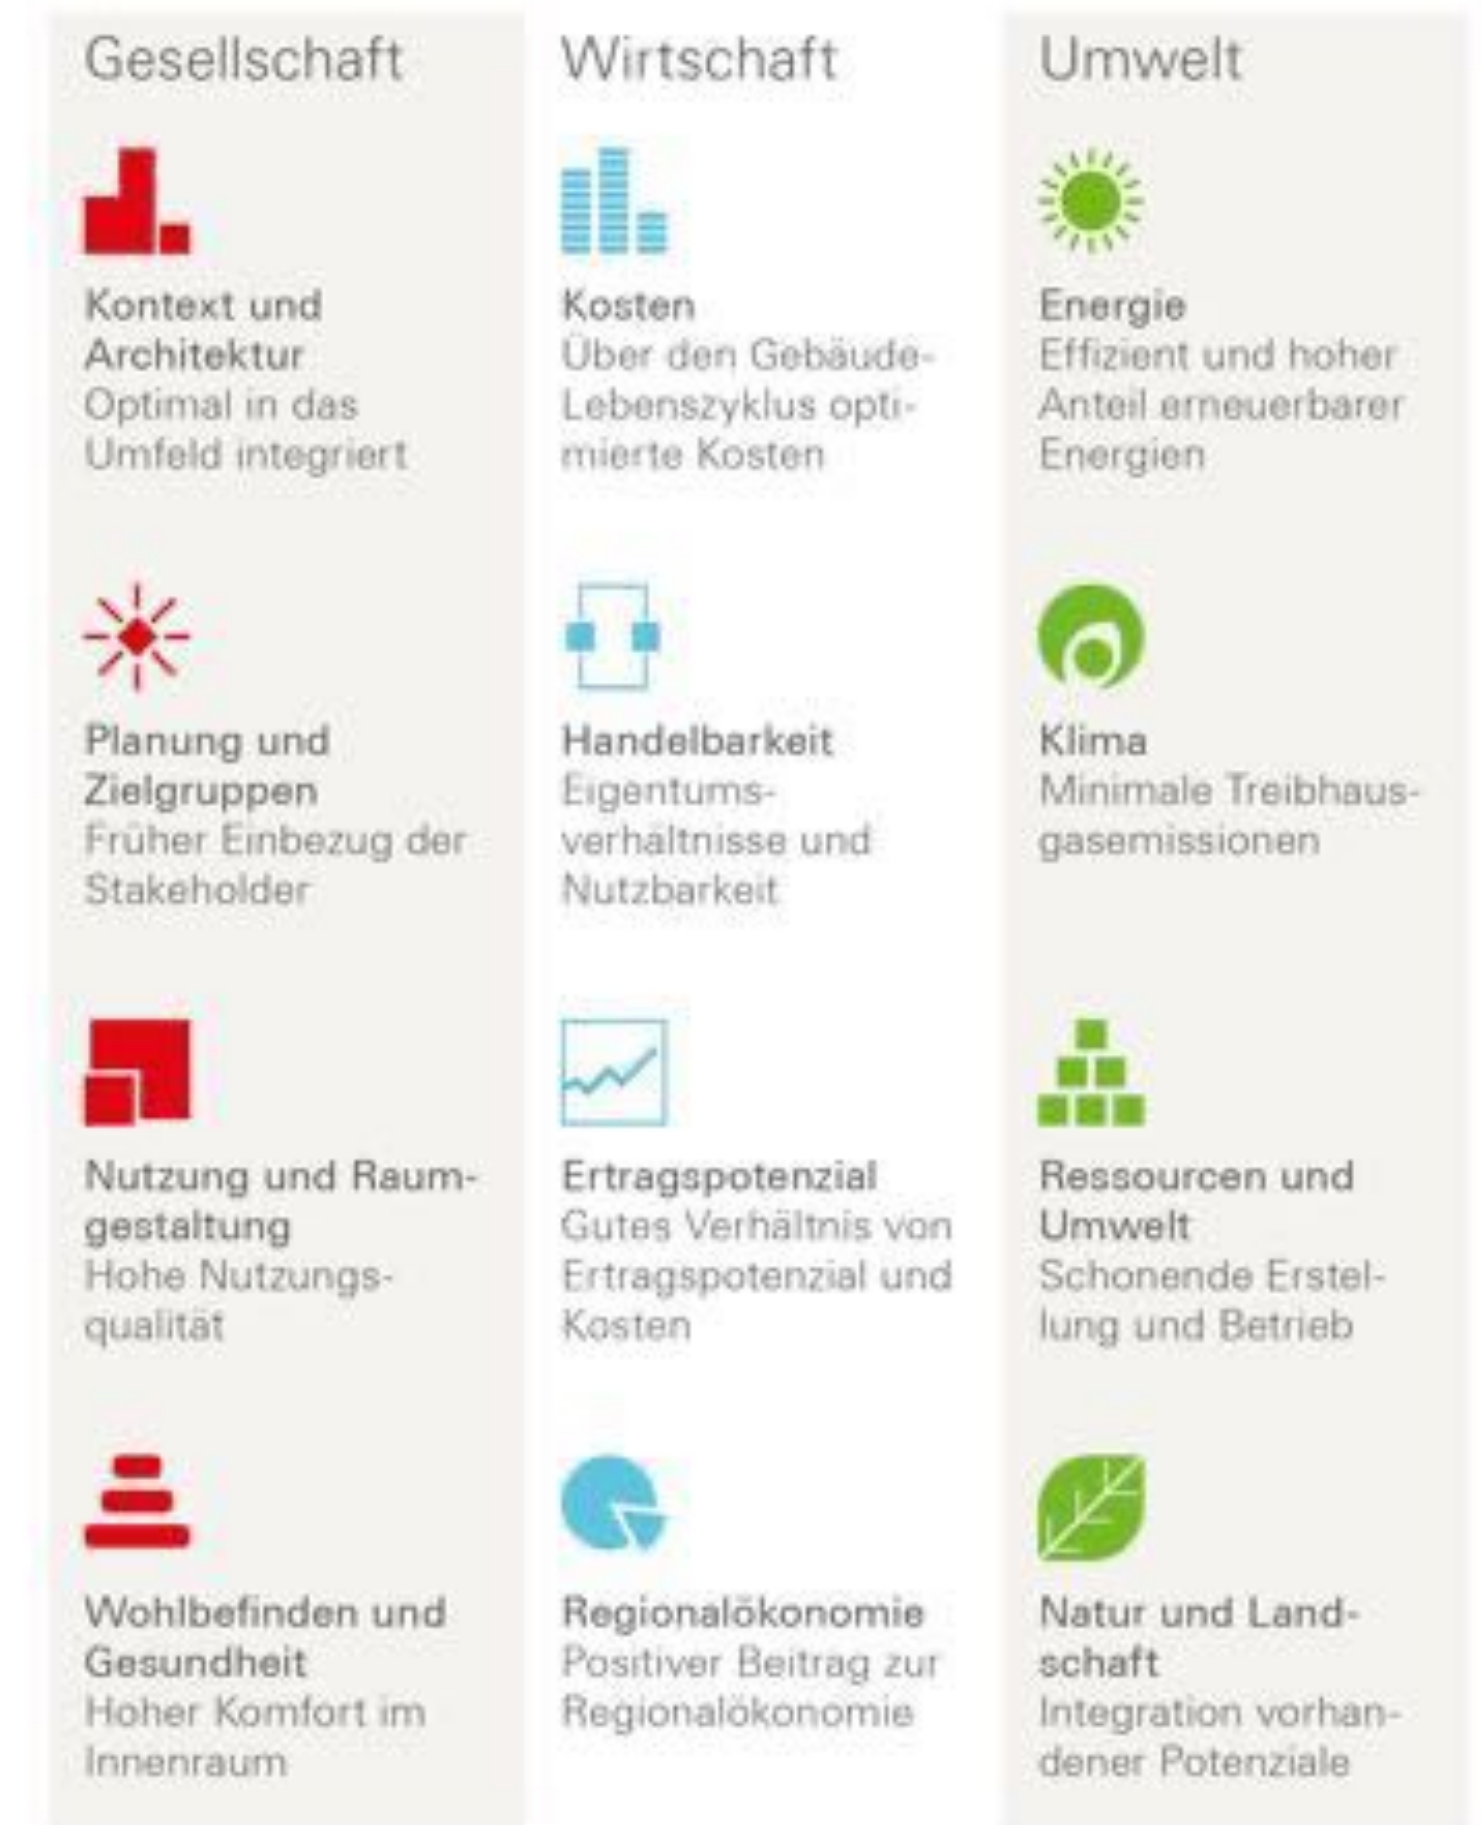 Gesellschaft
Kontext und
Architektur
Optimal in das
Umfeld integriert
Planung und
Zielgruppen
Früher Einbezug der
Stakeholder
Nutzung und Raum-
gestaltung
Hohe Nutzungs-
qualität
Wohlbefinden und
Gesundheit
Hoher Komfort im
Innenraum
Wirtschaft
Kosten
Über den Gebäude-
Lebenszyklus opti-
mierte Kosten
Handelbarkeit
Eigentums-
verhältnisse und
Nutzbarkeit
Ertragspotenzial
Gutes Verhältnis von
Ertragspotenzial und
Kosten
Regionalökonomie
Positiver Beitrag zur
Regionalökonomie
Umwelt
Energie
Effizient und hoher
Anteil erneuerbarer
Energien
Klima
Minimale Treibhaus-
gasemissionen
Ressourcen und
Umwelt
Schonende Erstel-
lung und Betrieb
Natur und Land-
schaft
Integration vorhan-
dener Potenziale